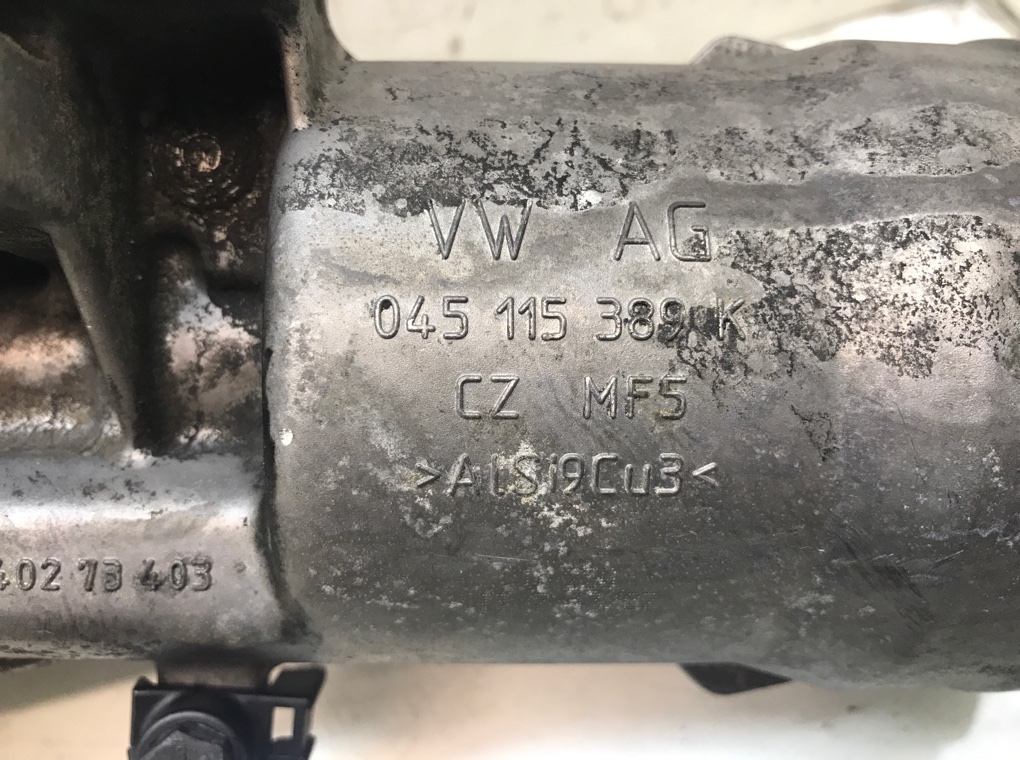 VW AG
045 115 389 K
CZ MF5
>AlSi9Cu3<
402 73 403